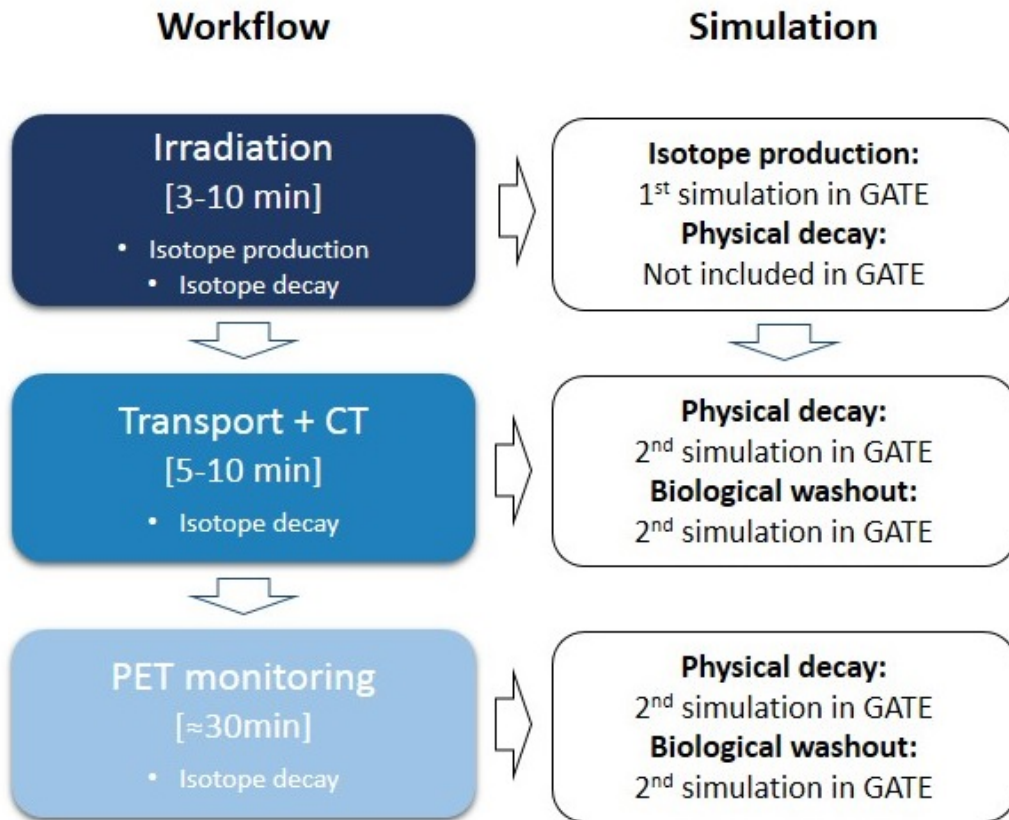 Workflow
Simulation
Irradiation
[3-10 min]
• Isotope production
• Isotope decay
Isotope production:
1st simulation in GATE
Physical decay:
Not included in GATE
Transport + CT
[5-10 min]
• Isotope decay
Physical decay:
2nd simulation in GATE
Biological washout:
2nd simulation in GATE
PET monitoring
[≈30min]
• Isotope decay
Physical decay:
2nd simulation in GATE
Biological washout:
2nd simulation in GATE